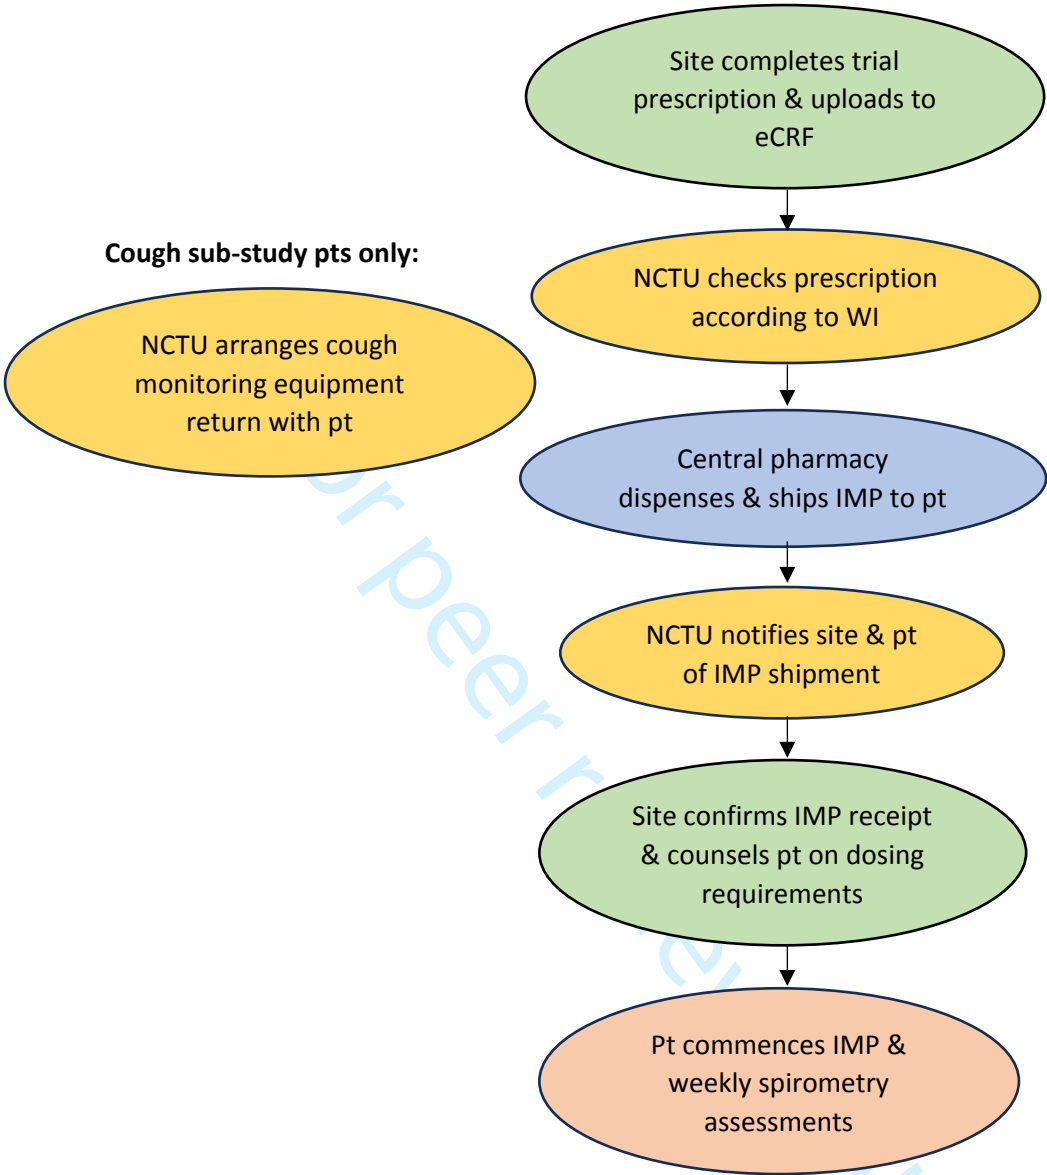 Site completes trial
prescription & uploads to
eCRF
Cough sub-study pts only:
NCTU checks prescription
according to WI
NCTU arranges cough
monitoring equipment
return with pt
Central pharmacy
dispenses & ships IMP to pt
NCTU notifies site & pt
of IMP shipment
Site confirms IMP receipt
& counsels pt on dosing
requirements
Pt commences IMP &
weekly spirometry
assessments